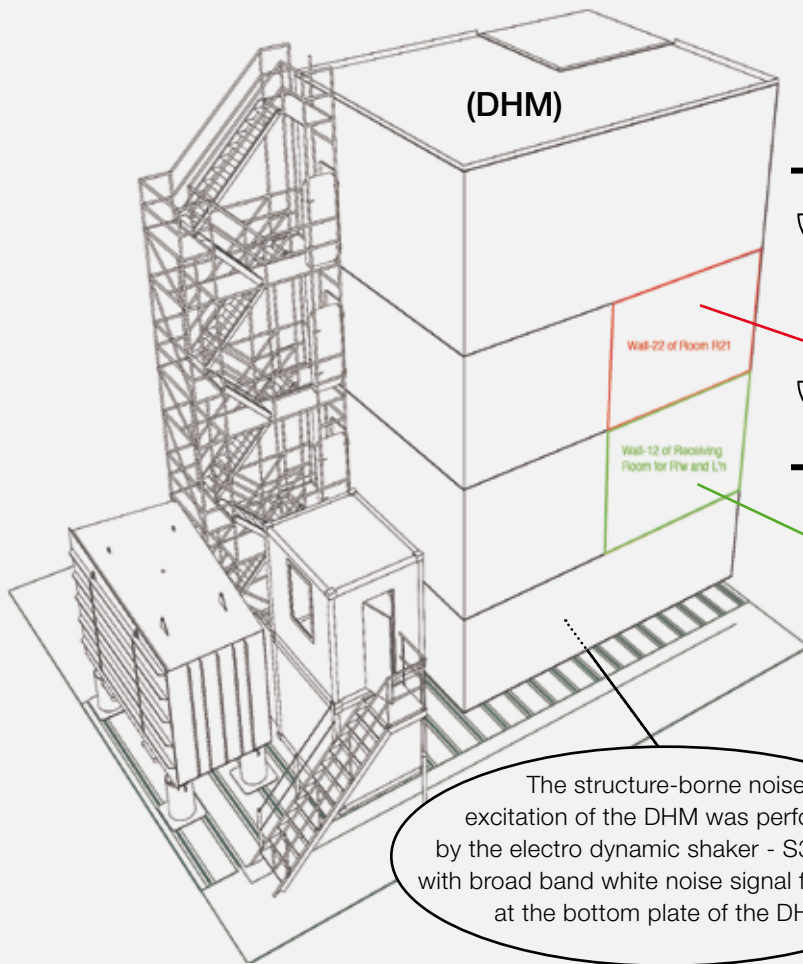 (DHM)
Wall-22 of Room R21
Wall-12 of Receiving
Room for R'w and L'n
The structure-borne noise
excitation of the DHM was perfo
by the electro dynamic shaker - S3
with broad band white noise signal f
at the bottom plate of the DH